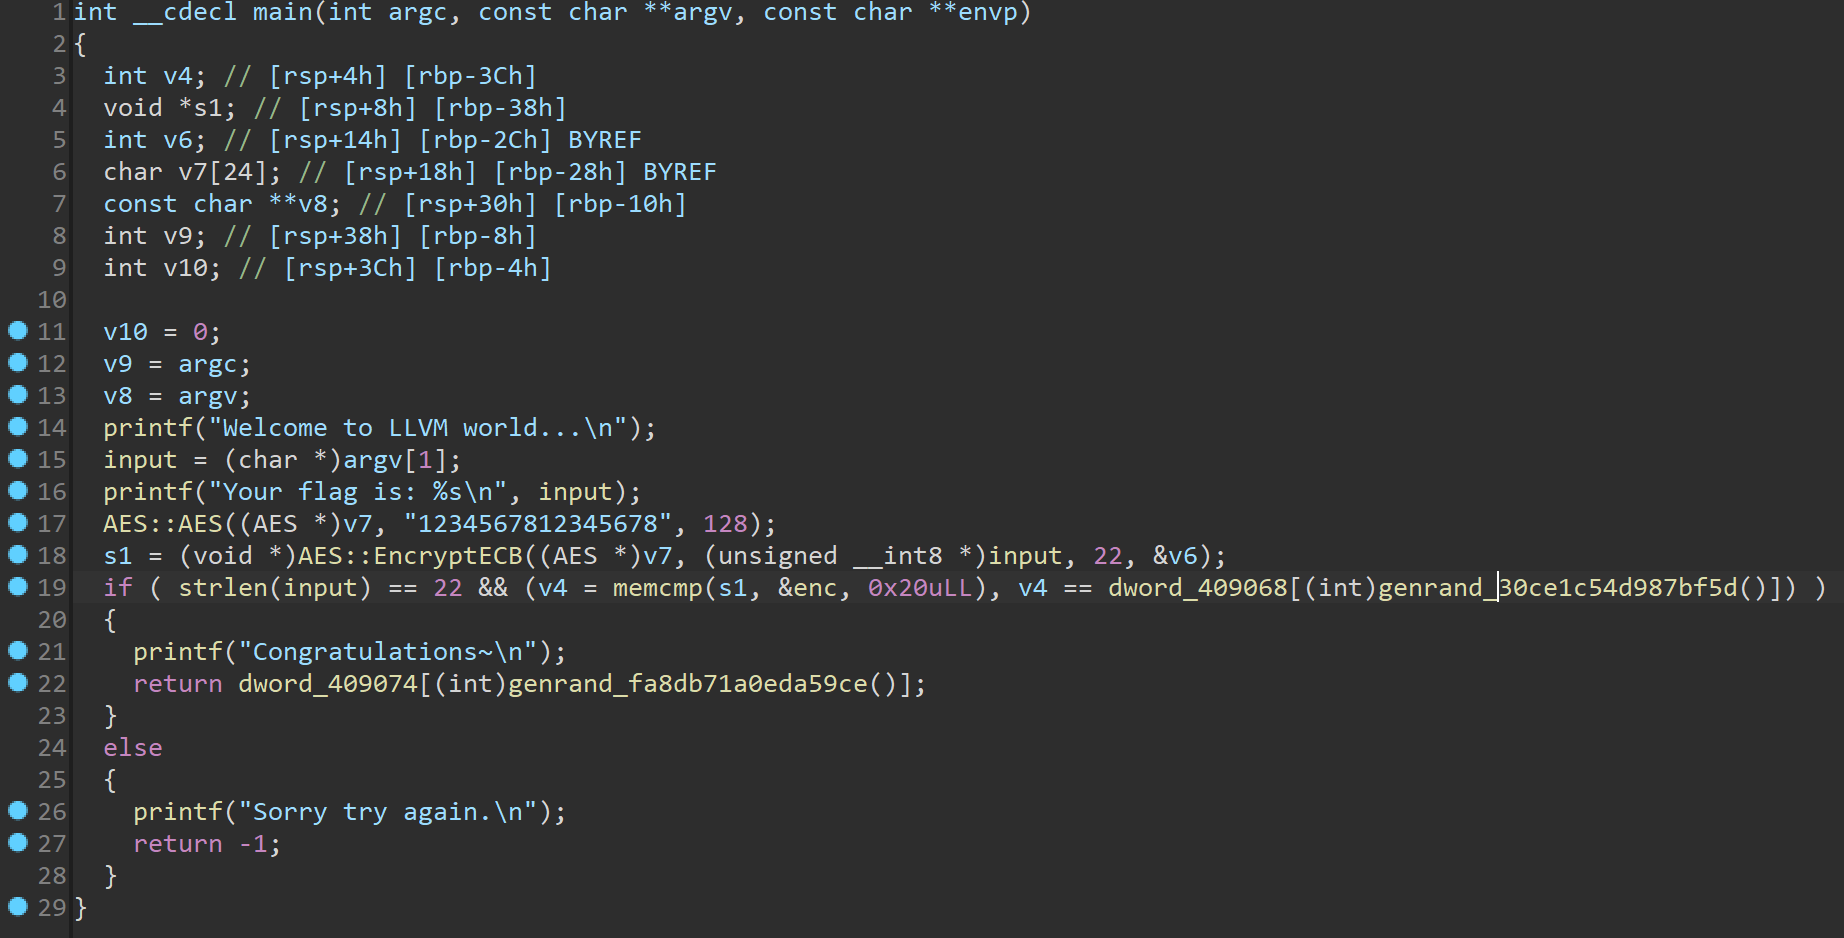 1 int __cdecl main(int argc, const char **argv, const char **envp)
2 {
3   int v4; // [rsp+4h] [rbp-3Ch]
4   void *s1; // [rsp+8h] [rbp-38h]
5   int v6; // [rsp+14h] [rbp-2Ch] BYREF
6   char v7[24]; // [rsp+18h] [rbp-28h] BYREF
7   const char **v8; // [rsp+30h] [rbp-10h]
8   int v9; // [rsp+38h] [rbp-8h]
9   int v10; // [rsp+3Ch] [rbp-4h]
10
11   v10 = 0;
12   v9 = argc;
13   v8 = argv;
14   printf("Welcome to LLVM world...\n");
15   input = (char *)argv[1];
16   printf("Your flag is: %s\n", input);
17   AES::AES((AES *)v7, "1234567812345678", 128);
18   s1 = (void *)AES::EncryptECB((AES *)v7, (unsigned __int8 *)input, 22, &v6);
19   if ( strlen(input) == 22 && (v4 = memcmp(s1, &enc, 0x20uLL), v4 == dword_409068[(int)genrand_30ce1c54d987bf5d()]) )
20   {
21     printf("Congratulations~\n");
22     return dword_409074[(int)genrand_fa8db71a0eda59ce()];
23   }
24   else
25   {
26     printf("Sorry try again.\n");
27     return -1;
28   }
29 }